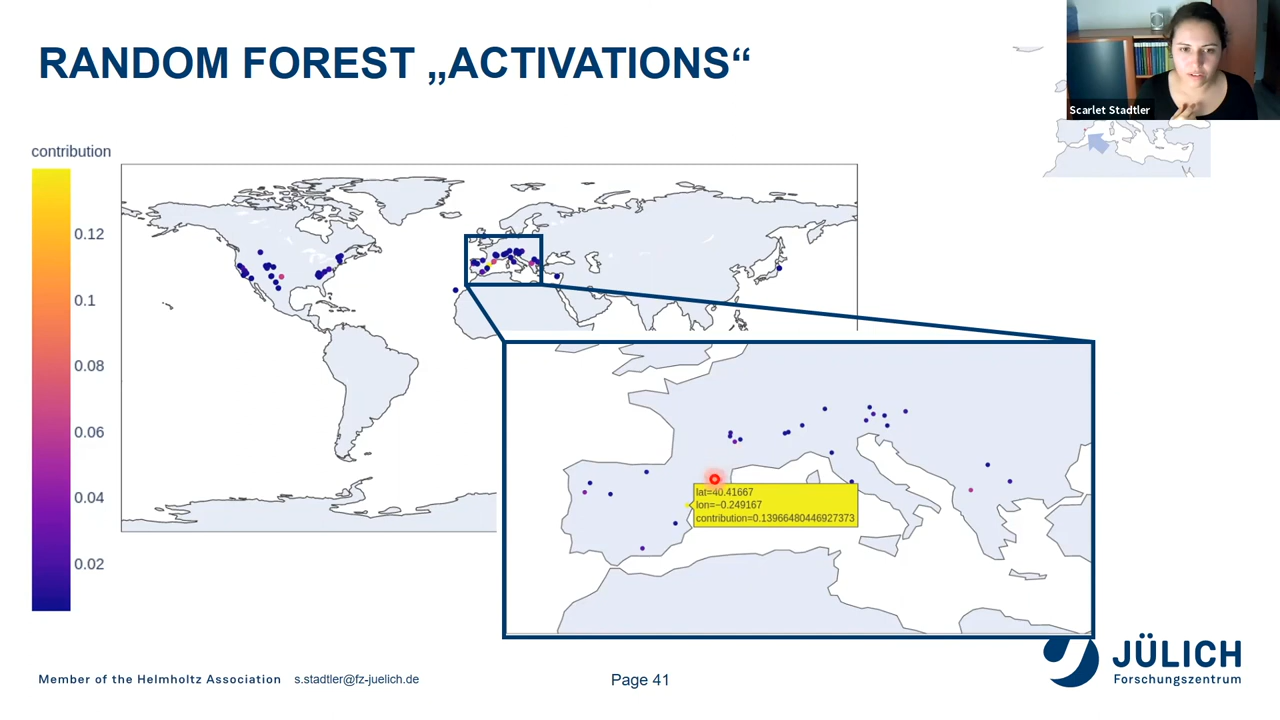 RANDOM FOREST „ACTIVATIONS“
Scarlet Stadtler
contribution
0.12
0.1
0.08
0.06
0.04
0.02
lat=40.41667
lon=−0.249167
contribution=0.13966480446927373
Member of the Helmholtz Association
s.stadtler@fz-juelich.de
Page 41
JÜLICH
Forschungszentrum